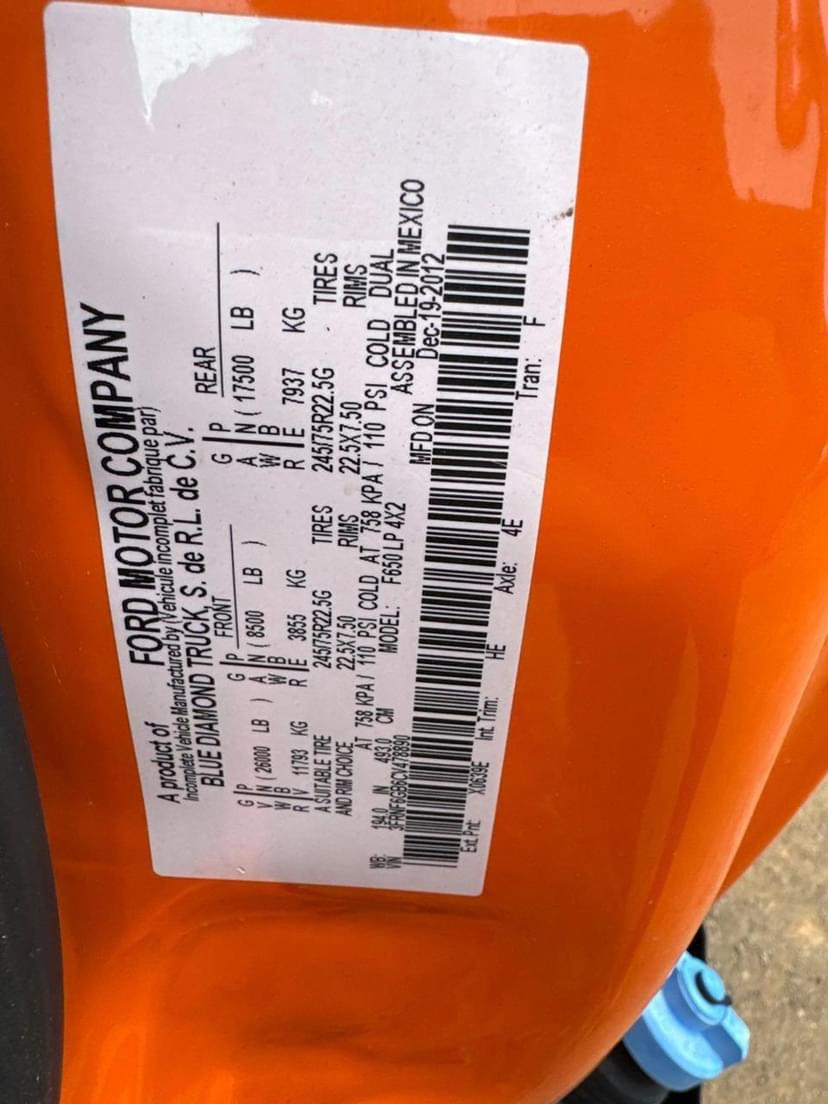 A product of FORD MOTOR COMPANY
Incomplete Vehicle Manufactured by (Vehicule incomplet fabrique par)
BLUE DIAMOND TRUCK, S. de R.L. de C.V.
FRONT REAR
G P G P G P
V N ( 26000 LB ) A N ( 8500 LB ) A N ( 17500 LB )
W B W B W B
R V 11793 KG R E 3855 KG R E 7937 KG
A SUITABLE TIRE 245/75R22.5G TIRES 245/75R22.5G TIRES
AND RIM CHOICE 22.5X7.50 RIMS 22.5X7.50 RIMS
AT 758 KPA / 110 PSI COLD AT 758 KPA / 110 PSI COLD DUAL
WB: 194.0 IN 493.0 CM MODEL: F650 LP 4X2 ASSEMBLED IN MEXICO
VIN 3FRNF6GB6CV478890 MFD ON Dec-19-2012
Ext. Pnt: X0639E Int. Trim: HE Axle: 4E Tran: F